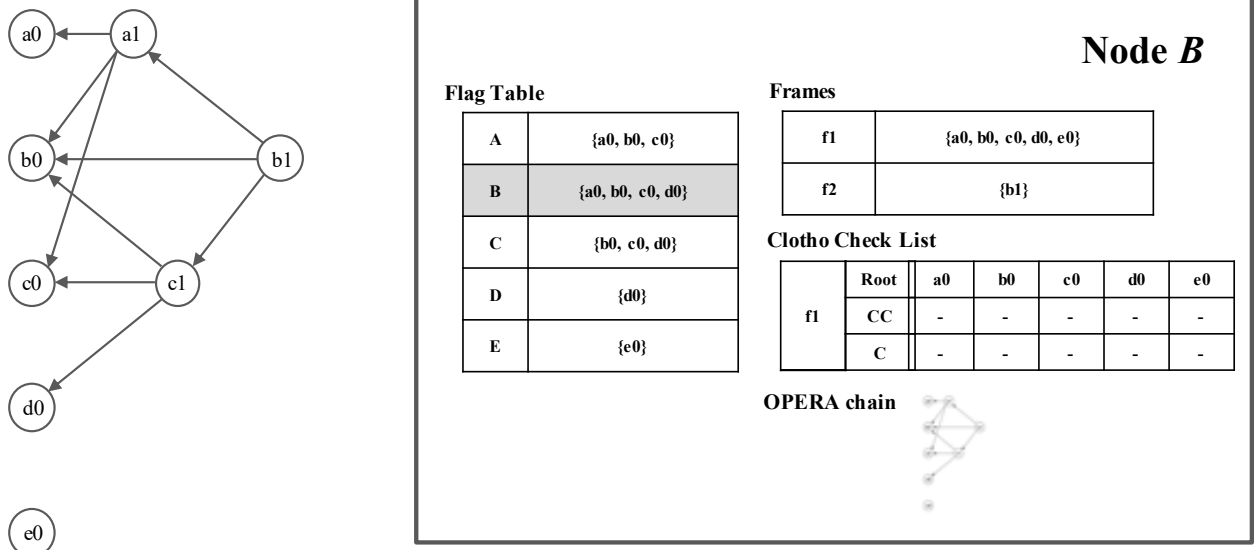 a0
a1
b0
b1
c0
c1
d0
e0
Node B
Flag Table
A {a0, b0, c0}
B {a0, b0, c0, d0}
C {b0, c0, d0}
D {d0}
E {e0}
Frames
f1 {a0, b0, c0, d0, e0}
f2 {b1}
Clotho Check List
f1 Root a0 b0 c0 d0 e0
CC - - - - -
C - - - - -
OPERA chain